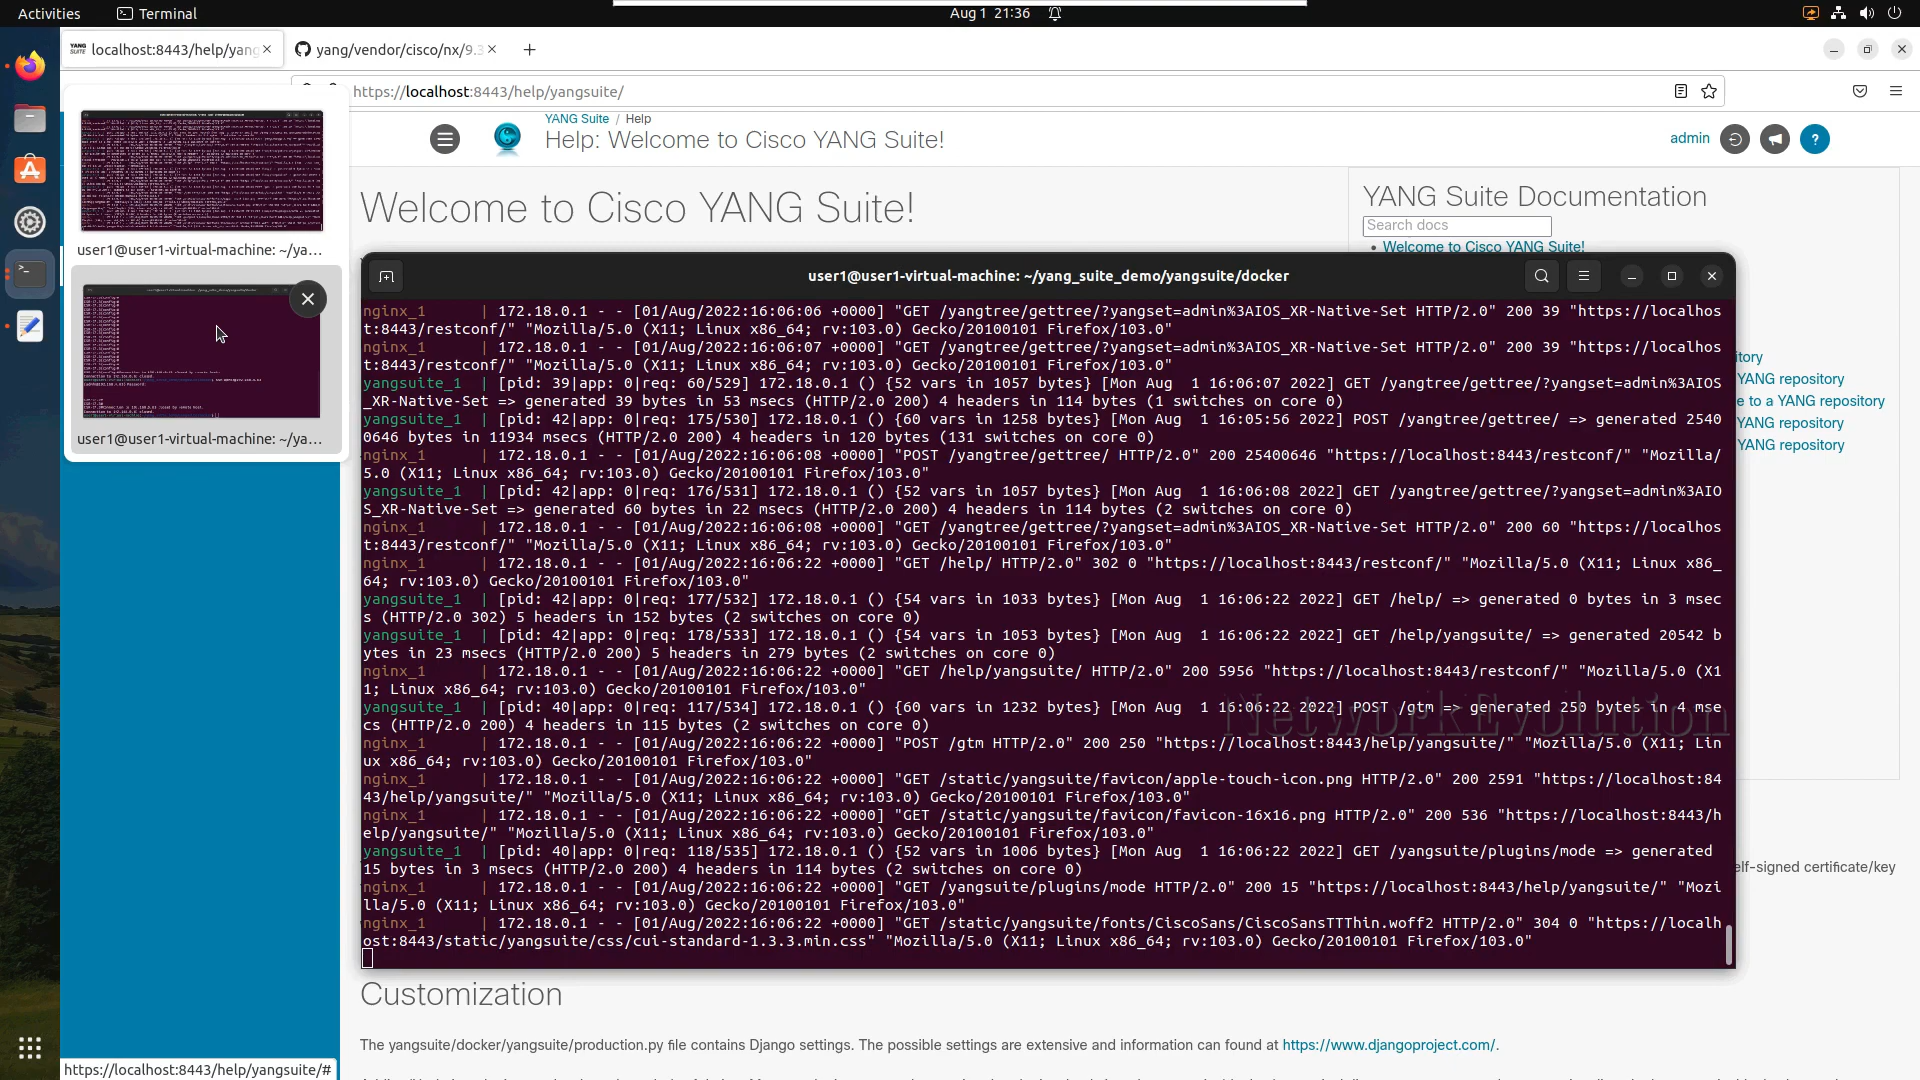 Activities
Terminal
Aug 1 21:36
YANG SUITE
localhost:8443/help/yang
yang/vendor/cisco/nx/9.3
https://localhost:8443/help/yangsuite/
YANG Suite / Help
Help: Welcome to Cisco YANG Suite!
admin
?
Welcome to Cisco YANG Suite!
YANG Suite Documentation
Search docs
Welcome to Cisco YANG Suite!
user1@user1-virtual-machine: ~/ya...
user1@user1-virtual-machine: ~/ya...
user1@user1-virtual-machine: ~/yang_suite_demo/yangsuite/docker
nginx_1 | 172.18.0.1 - - [01/Aug/2022:16:06:06 +0000] "GET /yangtree/gettree/?yangset=admin%3AIOS_XR-Native-Set HTTP/2.0" 200 39 "https://localhos
t:8443/restconf/" "Mozilla/5.0 (X11; Linux x86_64; rv:103.0) Gecko/20100101 Firefox/103.0"
nginx_1 | 172.18.0.1 - - [01/Aug/2022:16:06:07 +0000] "GET /yangtree/gettree/?yangset=admin%3AIOS_XR-Native-Set HTTP/2.0" 200 39 "https://localhos
t:8443/restconf/" "Mozilla/5.0 (X11; Linux x86_64; rv:103.0) Gecko/20100101 Firefox/103.0"
yangsuite_1 | [pid: 39|app: 0|req: 60/529] 172.18.0.1 () {52 vars in 1057 bytes} [Mon Aug 1 16:06:07 2022] GET /yangtree/gettree/?yangset=admin%3AIOS
_XR-Native-Set => generated 39 bytes in 53 msecs (HTTP/2.0 200) 4 headers in 114 bytes (1 switches on core 0)
yangsuite_1 | [pid: 42|app: 0|req: 175/530] 172.18.0.1 () {60 vars in 1258 bytes} [Mon Aug 1 16:05:56 2022] POST /yangtree/gettree/ => generated 2540
0646 bytes in 11934 msecs (HTTP/2.0 200) 4 headers in 120 bytes (131 switches on core 0)
nginx_1 | 172.18.0.1 - - [01/Aug/2022:16:06:08 +0000] "POST /yangtree/gettree/ HTTP/2.0" 200 25400646 "https://localhost:8443/restconf/" "Mozilla/
5.0 (X11; Linux x86_64; rv:103.0) Gecko/20100101 Firefox/103.0"
yangsuite_1 | [pid: 42|app: 0|req: 176/531] 172.18.0.1 () {52 vars in 1057 bytes} [Mon Aug 1 16:06:08 2022] GET /yangtree/gettree/?yangset=admin%3AIO
S_XR-Native-Set => generated 60 bytes in 22 msecs (HTTP/2.0 200) 4 headers in 114 bytes (2 switches on core 0)
nginx_1 | 172.18.0.1 - - [01/Aug/2022:16:06:08 +0000] "GET /yangtree/gettree/?yangset=admin%3AIOS_XR-Native-Set HTTP/2.0" 200 60 "https://localhos
t:8443/restconf/" "Mozilla/5.0 (X11; Linux x86_64; rv:103.0) Gecko/20100101 Firefox/103.0"
nginx_1 | 172.18.0.1 - - [01/Aug/2022:16:06:22 +0000] "GET /help/ HTTP/2.0" 302 0 "https://localhost:8443/restconf/" "Mozilla/5.0 (X11; Linux x86_
64; rv:103.0) Gecko/20100101 Firefox/103.0"
yangsuite_1 | [pid: 42|app: 0|req: 177/532] 172.18.0.1 () {54 vars in 1033 bytes} [Mon Aug 1 16:06:22 2022] GET /help/ => generated 0 bytes in 3 msec
s (HTTP/2.0 302) 5 headers in 152 bytes (2 switches on core 0)
yangsuite_1 | [pid: 42|app: 0|req: 178/533] 172.18.0.1 () {54 vars in 1053 bytes} [Mon Aug 1 16:06:22 2022] GET /help/yangsuite/ => generated 20542 b
ytes in 23 msecs (HTTP/2.0 200) 5 headers in 279 bytes (2 switches on core 0)
nginx_1 | 172.18.0.1 - - [01/Aug/2022:16:06:22 +0000] "GET /help/yangsuite/ HTTP/2.0" 200 5956 "https://localhost:8443/restconf/" "Mozilla/5.0 (X1
1; Linux x86_64; rv:103.0) Gecko/20100101 Firefox/103.0"
yangsuite_1 | [pid: 40|app: 0|req: 117/534] 172.18.0.1 () {60 vars in 1232 bytes} [Mon Aug 1 16:06:22 2022] POST /gtm => generated 250 bytes in 4 mse
cs (HTTP/2.0 200) 4 headers in 115 bytes (2 switches on core 0)
nginx_1 | 172.18.0.1 - - [01/Aug/2022:16:06:22 +0000] "POST /gtm HTTP/2.0" 200 250 "https://localhost:8443/help/yangsuite/" "Mozilla/5.0 (X11; Lin
ux x86_64; rv:103.0) Gecko/20100101 Firefox/103.0"
nginx_1 | 172.18.0.1 - - [01/Aug/2022:16:06:22 +0000] "GET /static/yangsuite/favicon/apple-touch-icon.png HTTP/2.0" 200 2591 "https://localhost:84
43/help/yangsuite/" "Mozilla/5.0 (X11; Linux x86_64; rv:103.0) Gecko/20100101 Firefox/103.0"
nginx_1 | 172.18.0.1 - - [01/Aug/2022:16:06:22 +0000] "GET /static/yangsuite/favicon/favicon-16x16.png HTTP/2.0" 200 536 "https://localhost:8443/h
elp/yangsuite/" "Mozilla/5.0 (X11; Linux x86_64; rv:103.0) Gecko/20100101 Firefox/103.0"
yangsuite_1 | [pid: 40|app: 0|req: 118/535] 172.18.0.1 () {52 vars in 1006 bytes} [Mon Aug 1 16:06:22 2022] GET /yangsuite/plugins/mode => generated
15 bytes in 3 msecs (HTTP/2.0 200) 4 headers in 114 bytes (2 switches on core 0)
nginx_1 | 172.18.0.1 - - [01/Aug/2022:16:06:22 +0000] "GET /yangsuite/plugins/mode HTTP/2.0" 200 15 "https://localhost:8443/help/yangsuite/" "Mozi
lla/5.0 (X11; Linux x86_64; rv:103.0) Gecko/20100101 Firefox/103.0"
nginx_1 | 172.18.0.1 - - [01/Aug/2022:16:06:22 +0000] "GET /static/yangsuite/fonts/CiscoSans/CiscoSansTTThin.woff2 HTTP/2.0" 304 0 "https://localh
ost:8443/static/yangsuite/css/cui-standard-1.3.3.min.css" "Mozilla/5.0 (X11; Linux x86_64; rv:103.0) Gecko/20100101 Firefox/103.0"
NetworkEvolution
itory
YANG repository
e to a YANG repository
YANG repository
YANG repository
elf-signed certificate/key
Customization
The yangsuite/docker/yangsuite/production.py file contains Django settings. The possible settings are extensive and information can found at https://www.djangoproject.com/.
https://localhost:8443/help/yangsuite/#